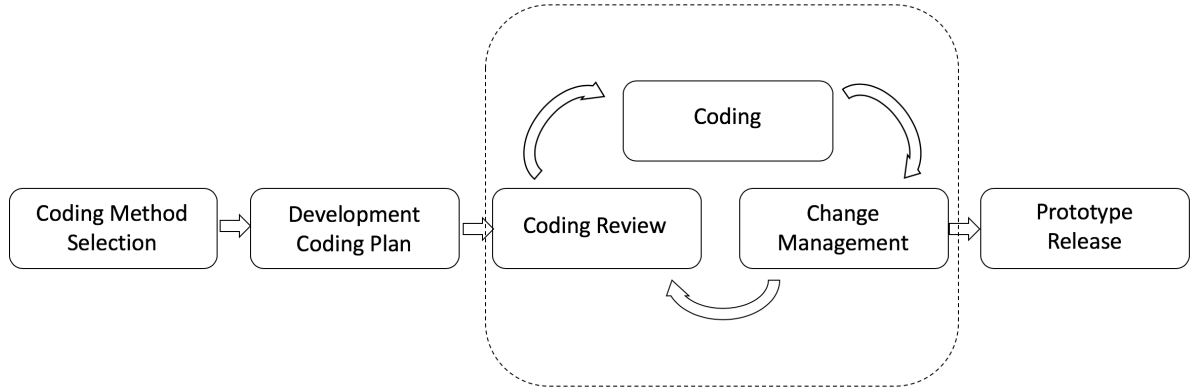 Coding Method
Selection
Development
Coding Plan
Coding Review
Coding
Change
Management
Prototype
Release